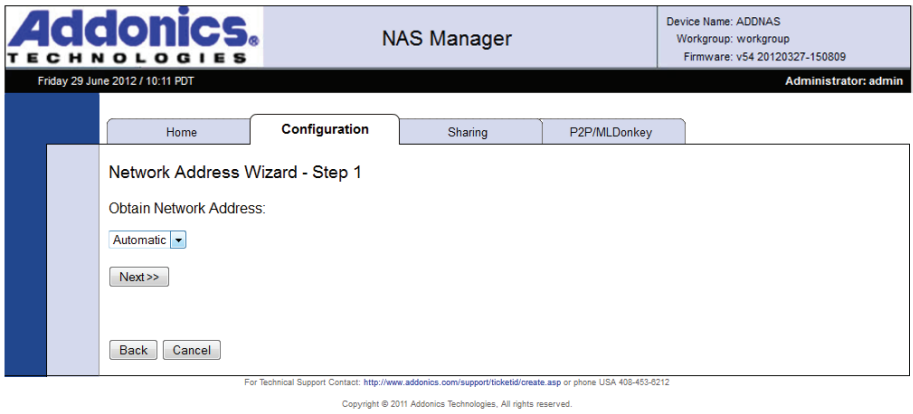 Addonics®
TECHNOLOGIES
NAS Manager
Device Name: ADDNAS
Workgroup: workgroup
Firmware: v54 20120327-150809
Friday 29 June 2012 / 10:11 PDT
Administrator: admin
Home
Configuration
Sharing
P2P/MLDonkey
Network Address Wizard - Step 1
Obtain Network Address:
Automatic
Next >>
Back
Cancel
For Technical Support Contact: http://www.addonics.com/support/ticketid/create.asp or phone USA 408-453-6212
Copyright © 2011 Addonics Technologies, All rights reserved.